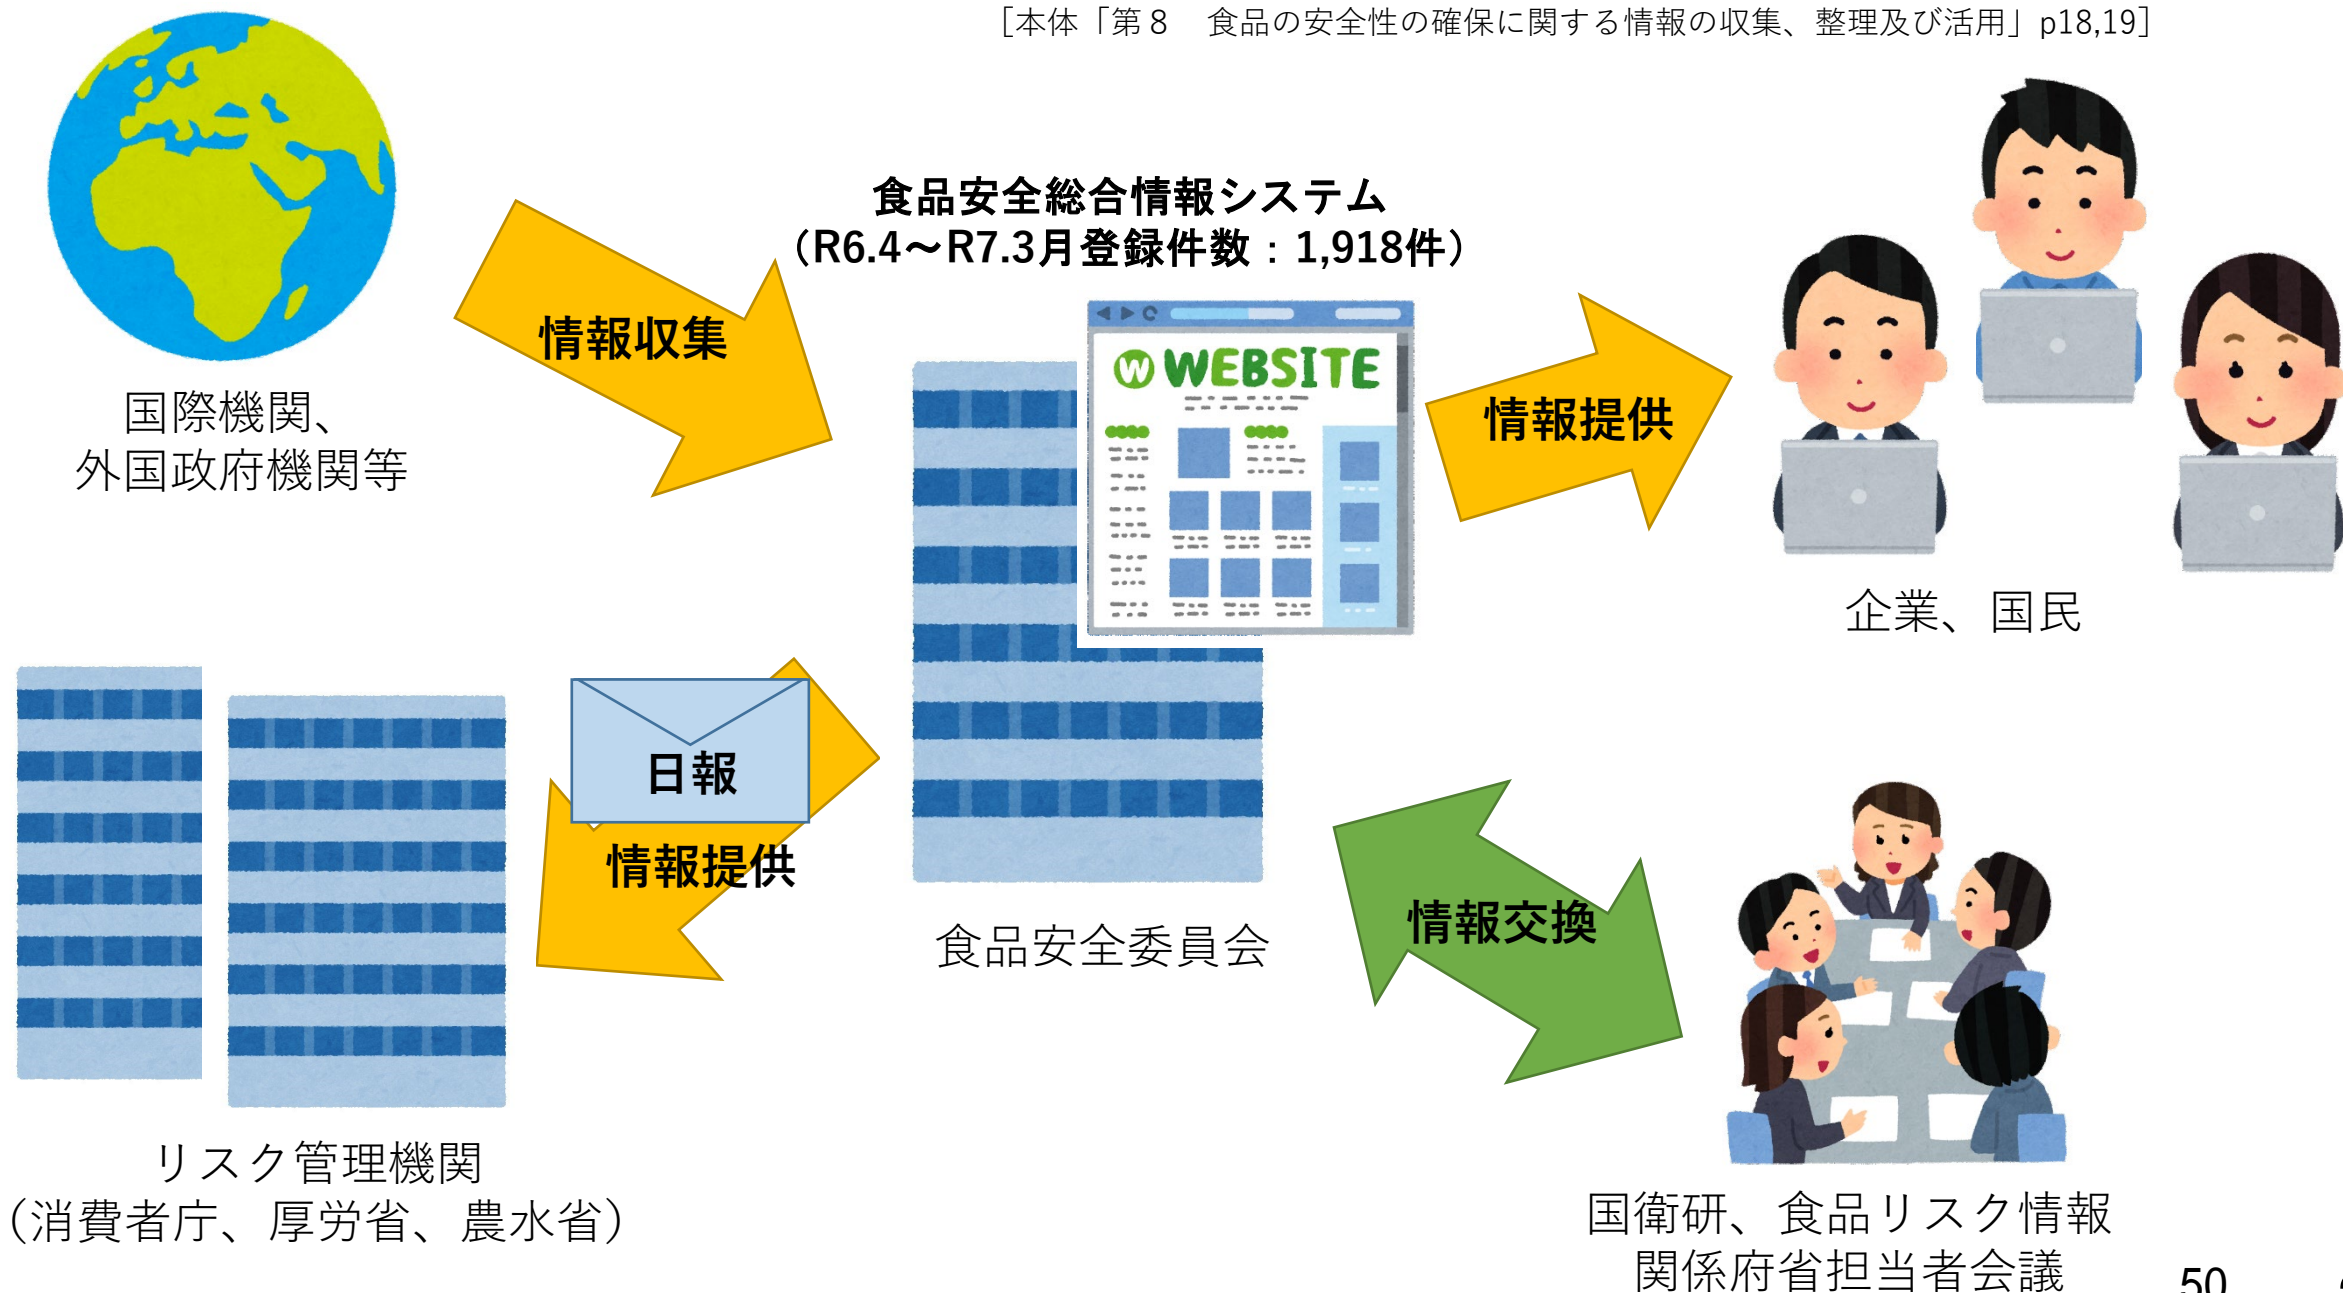 ［本体「第８　食品の安全性の確保に関する情報の収集、整理及び活用」p18,19］
食品安全総合情報システム
（R6.4～R7.3月登録件数：1,918件）
情報収集
W WEBSITE
情報提供
国際機関、
外国政府機関等
企業、国民
日報
情報提供
情報交換
食品安全委員会
リスク管理機関
（消費者庁、厚労省、農水省）
国衛研、食品リスク情報
関係府省担当者会議
50